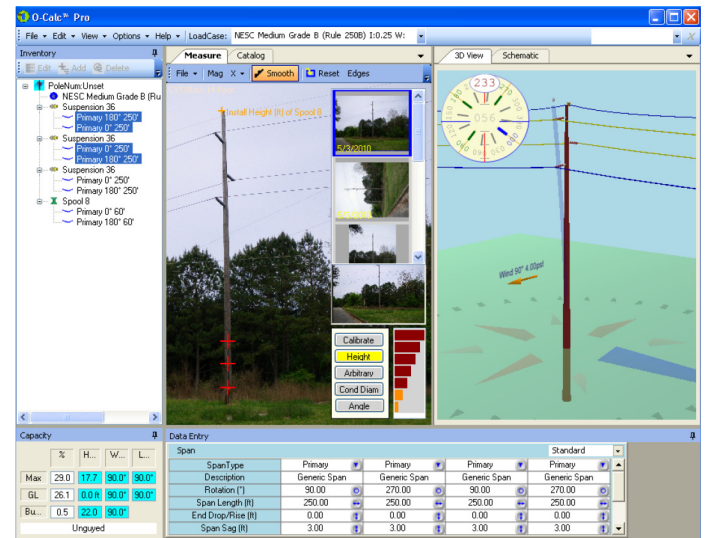 O-Calc™ Pro
File Edit View Options Help LoadCase: NESC Medium Grade B (Rule 250B) I:0.25 W:
Inventory
Edit Add Delete
PoleNum:Unset
NESC Medium Grade B (Ru
Suspension 36
Primary 180° 250'
Primary 0° 250'
Suspension 36
Primary 0° 250'
Primary 180° 250'
Suspension 36
Primary 0° 250'
Primary 180° 250'
Spool 8
Primary 0° 60'
Primary 180° 60'
Measure Catalog
File Mag X Smooth Reset Edges
Install Height (ft) of Spool 8
5/3/2010
Calibrate
Height
Arbitrary
Cond Diam
Angle
3D View Schematic
233
056
Wind 90° 4.00psf
Capacity
% H... W... L...
Max 29.0 17.7 90.0° 90.0°
GL 26.1 0.0 ft 90.0° 90.0°
Bu... 0.5 22.0 90.0°
Unguyed
Data Entry
Span Standard
SpanType Primary Primary Primary Primary
Description Generic Span Generic Span Generic Span Generic Span
Rotation (°) 90.00 270.00 90.00 270.00
Span Length (ft) 250.00 250.00 250.00 250.00
End Drop/Rise (ft) 0.00 0.00 0.00 0.00
Span Sag (ft) 3.00 3.00 3.00 3.00